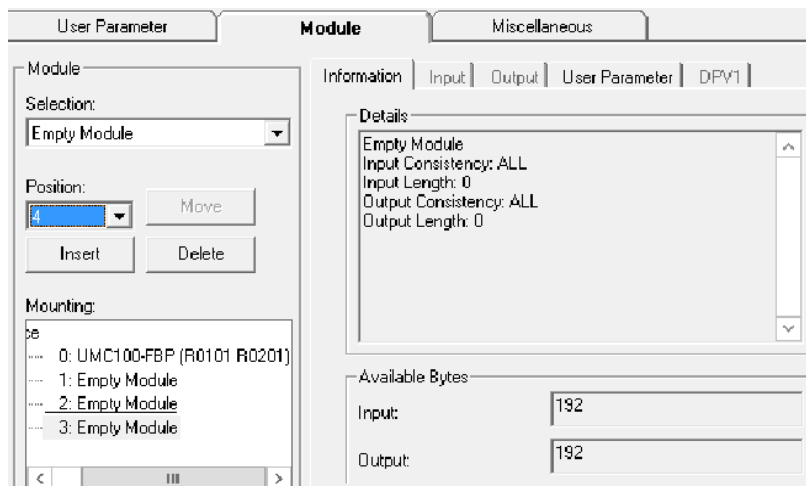 User Parameter
Module
Miscellaneous
Module
Selection:
Empty Module
Position:
4
Move
Insert
Delete
Mounting:
ce
0: UMC100-FBP (R0101 R0201)
1: Empty Module
2: Empty Module
3: Empty Module
Information
Input
Output
User Parameter
DPV1
Details
Empty Module
Input Consistency: ALL
Input Length: 0
Output Consistency: ALL
Output Length: 0
Available Bytes
Input:
192
Output:
192